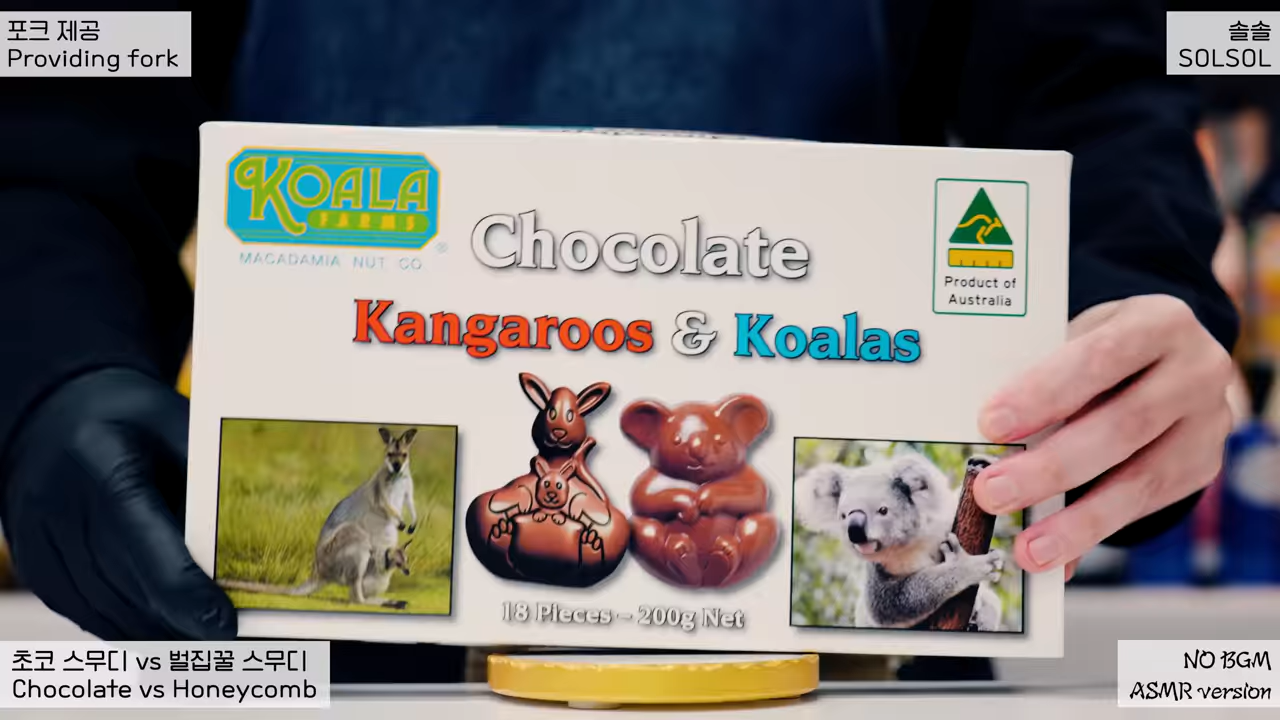 포크 제공
Providing fork
솔솔
SOLSOL
KOALA
FARMS
MACADAMIA NUT CO
®
Chocolate
Kangaroos & Koalas
Product of
Australia
18 Pieces - 200g Net
초코 스무디 vs 벌집꿀 스무디
Chocolate vs Honeycomb
NO BGM
ASMR version